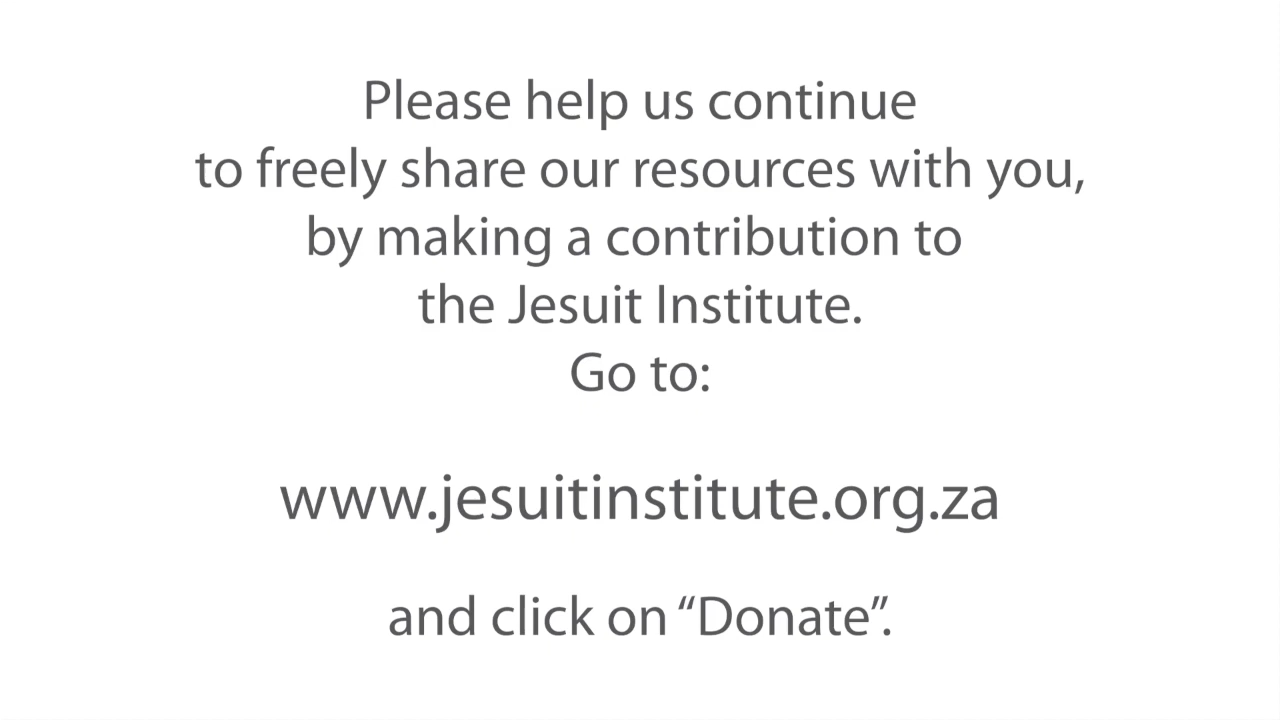 Please help us continue
to freely share our resources with you,
by making a contribution to
the Jesuit Institute.
Go to:
www.jesuitinstitute.org.za
and click on “Donate”.